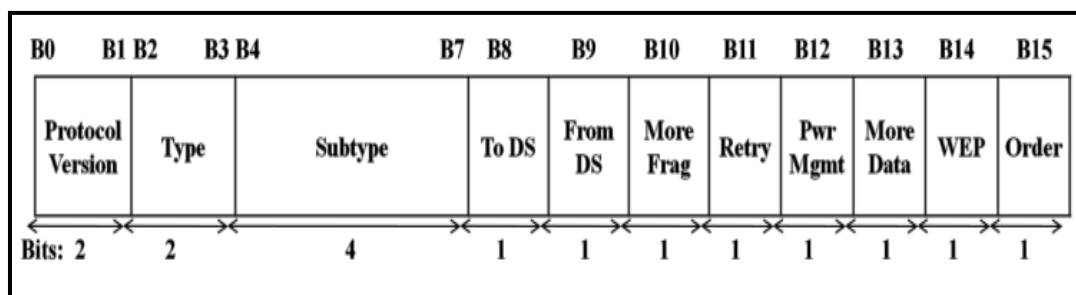 B0 B1 B2 B3 B4 B7 B8 B9 B10 B11 B12 B13 B14 B15
Protocol Version Type Subtype To DS From DS More Frag Retry Pwr Mgmt More Data WEP Order
Bits: 2 2 4 1 1 1 1 1 1 1 1